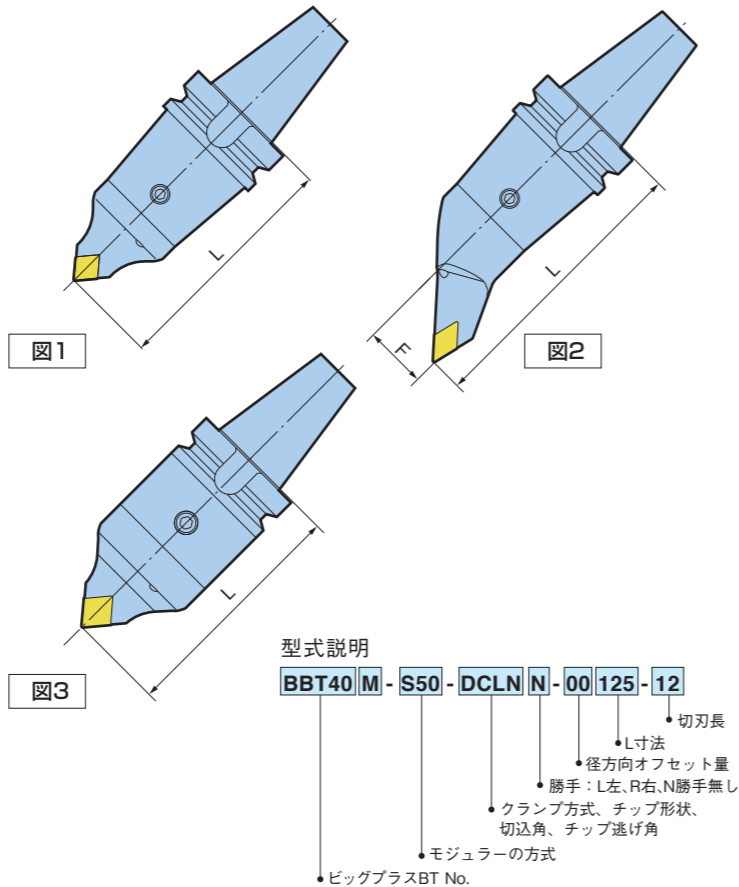 L
図1
L
F
図2
L
図3
型式説明
BBT40 M - S50 - DCLN N - 00 125 - 12
切刃長
L寸法
径方向オフセット量
勝手：L左、R右、N勝手無し
クランプ方式、チップ形状、
切込角、チップ逃げ角
モジュラーの方式
ビッグプラスBT No.